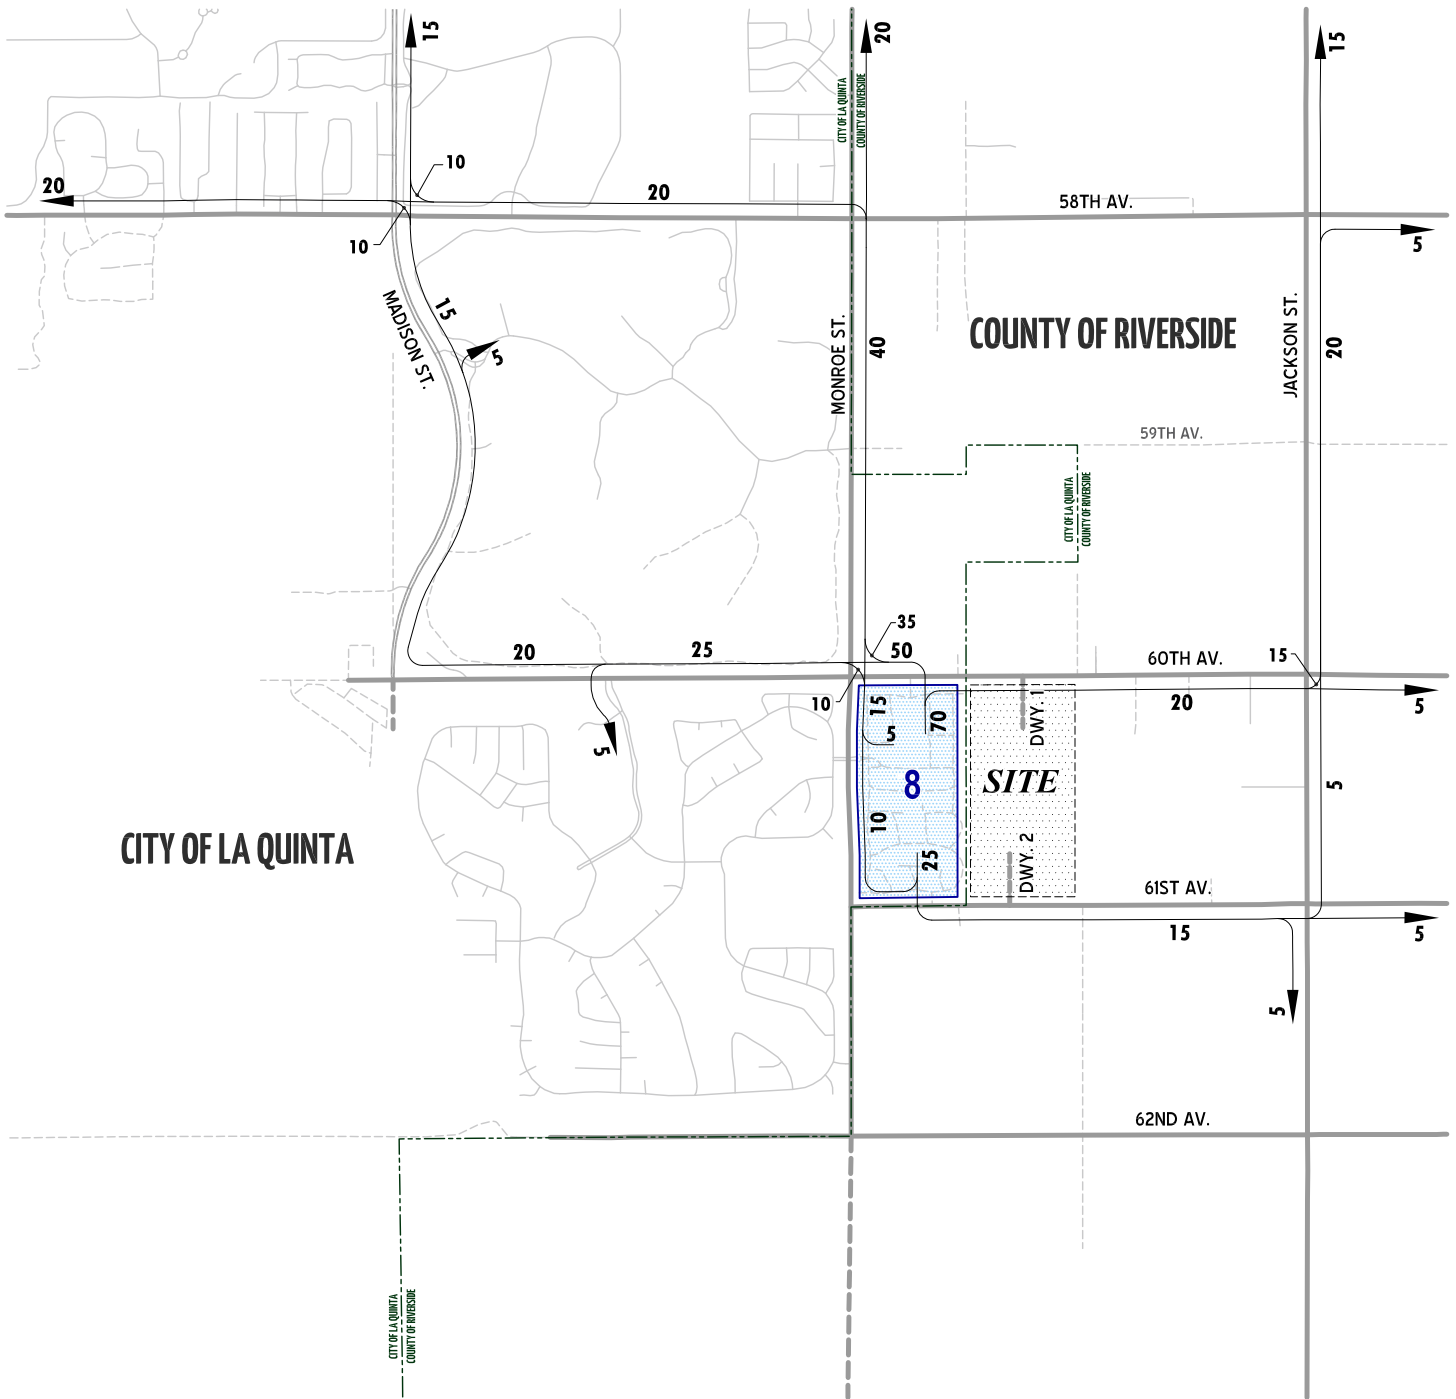 15
20
15
CITY OF LA QUINTA
COUNTY OF RIVERSIDE
10
20
20
58TH AV.
10
5
MADISON ST.
15
5
MONROE ST.
40
COUNTY OF RIVERSIDE
JACKSON ST.
20
59TH AV.
CITY OF LA QUINTA
COUNTY OF RIVERSIDE
35
20
25
50
60TH AV.
15
10
15
5
70
DWY. 1
20
5
5
8
SITE
5
CITY OF LA QUINTA
10
25
DWY. 2
61ST AV.
15
5
5
62ND AV.
CITY OF LA QUINTA
COUNTY OF RIVERSIDE